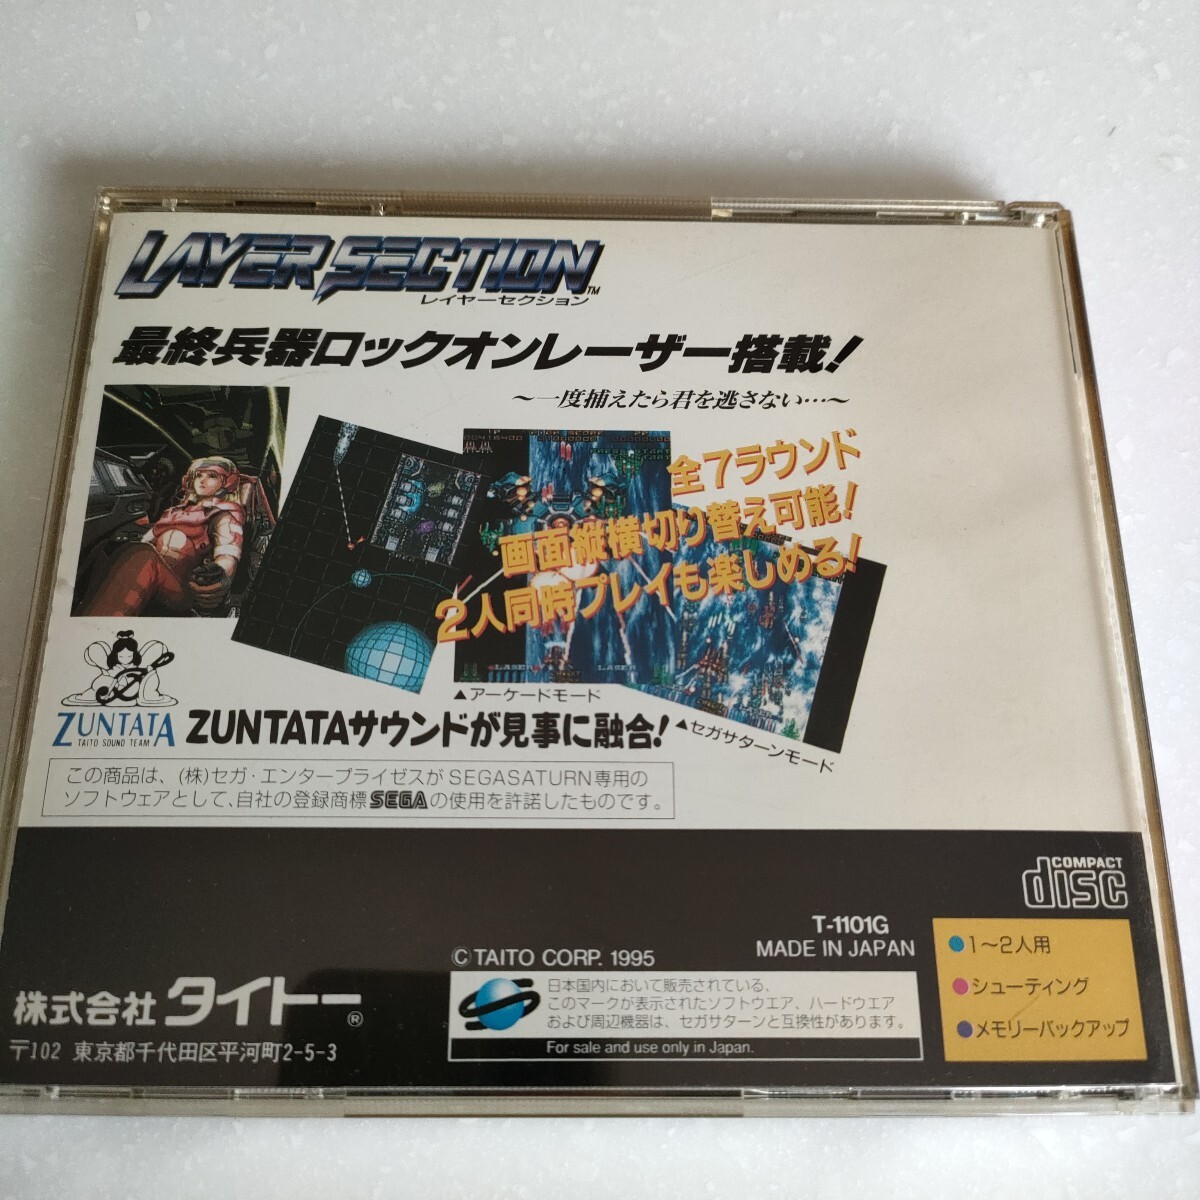 LAYER SECTION TM
レイヤーセクション
最終兵器ロックオンレーザー搭載!
〜一度捕えたら君を逃さない…〜
全7ラウンド
画面縦横切り替え可能!
2人同時プレイも楽しめる!
▲アーケードモード
▲セガサターンモード
ZUNTATA
TAITO SOUND TEAM
ZUNTATAサウンドが見事に融合!
この商品は、(株)セガ・エンタープライゼスがSEGASATURN専用の
ソフトウェアとして、自社の登録商標SEGAの使用を許諾したものです。
COMPACT
disc
T-1101G
MADE IN JAPAN
© TAITO CORP. 1995
株式会社タイトー®
〒102 東京都千代田区平河町2-5-3
日本国内において販売されている、
このマークが表示されたソフトウエア、ハードウエア
および周辺機器は、セガサターンと互換性があります。
For sale and use only in Japan.
●1〜2人用
●シューティング
●メモリーバックアップ